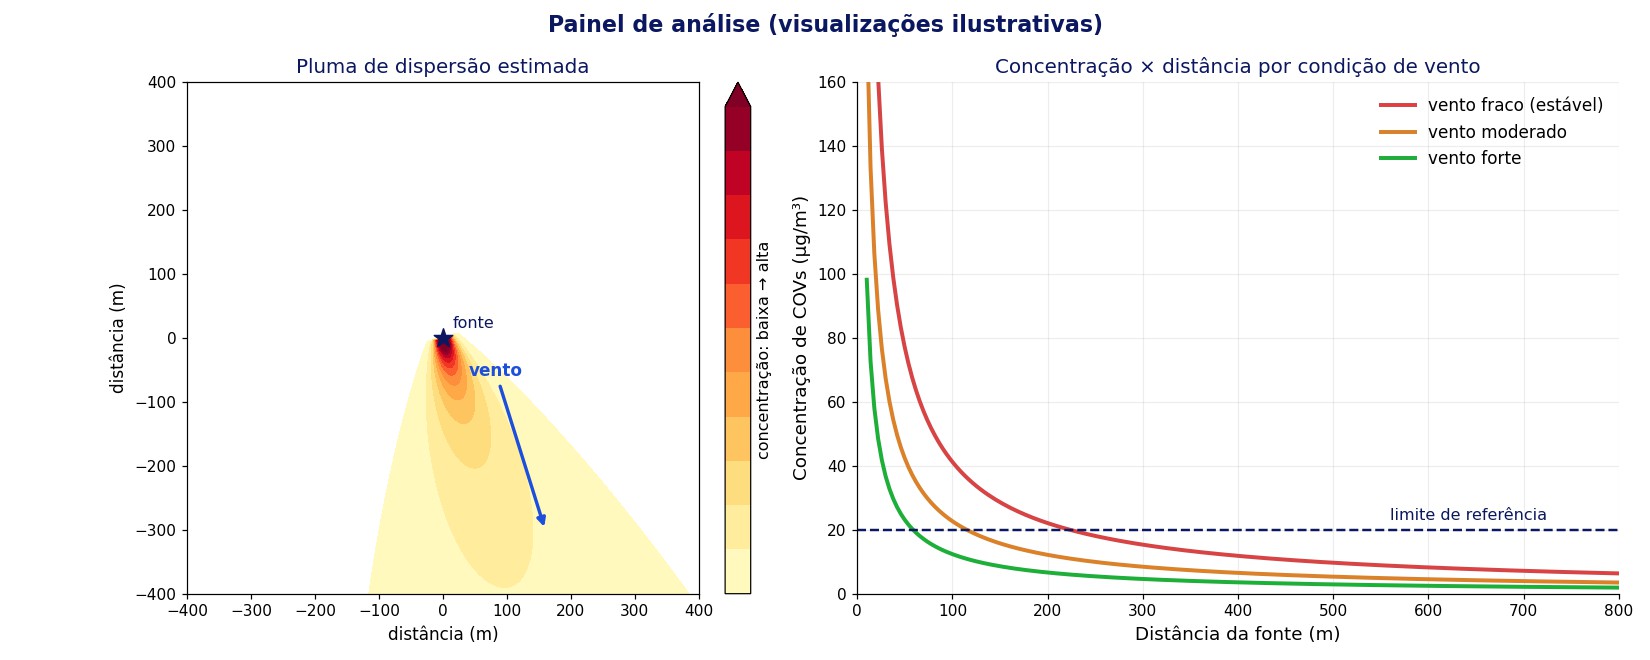 Painel de análise (visualizações ilustrativas)
Pluma de dispersão estimada
400
300
200
100
0
−100
−200
−300
−400
distância (m)
fonte
vento
−400 −300 −200 −100 0 100 200 300 400
distância (m)
concentração: baixa → alta
Concentração × distância por condição de vento
160
140
120
100
80
60
40
20
0
Concentração de COVs (µg/m³)
vento fraco (estável)
vento moderado
vento forte
limite de referência
0 100 200 300 400 500 600 700 800
Distância da fonte (m)